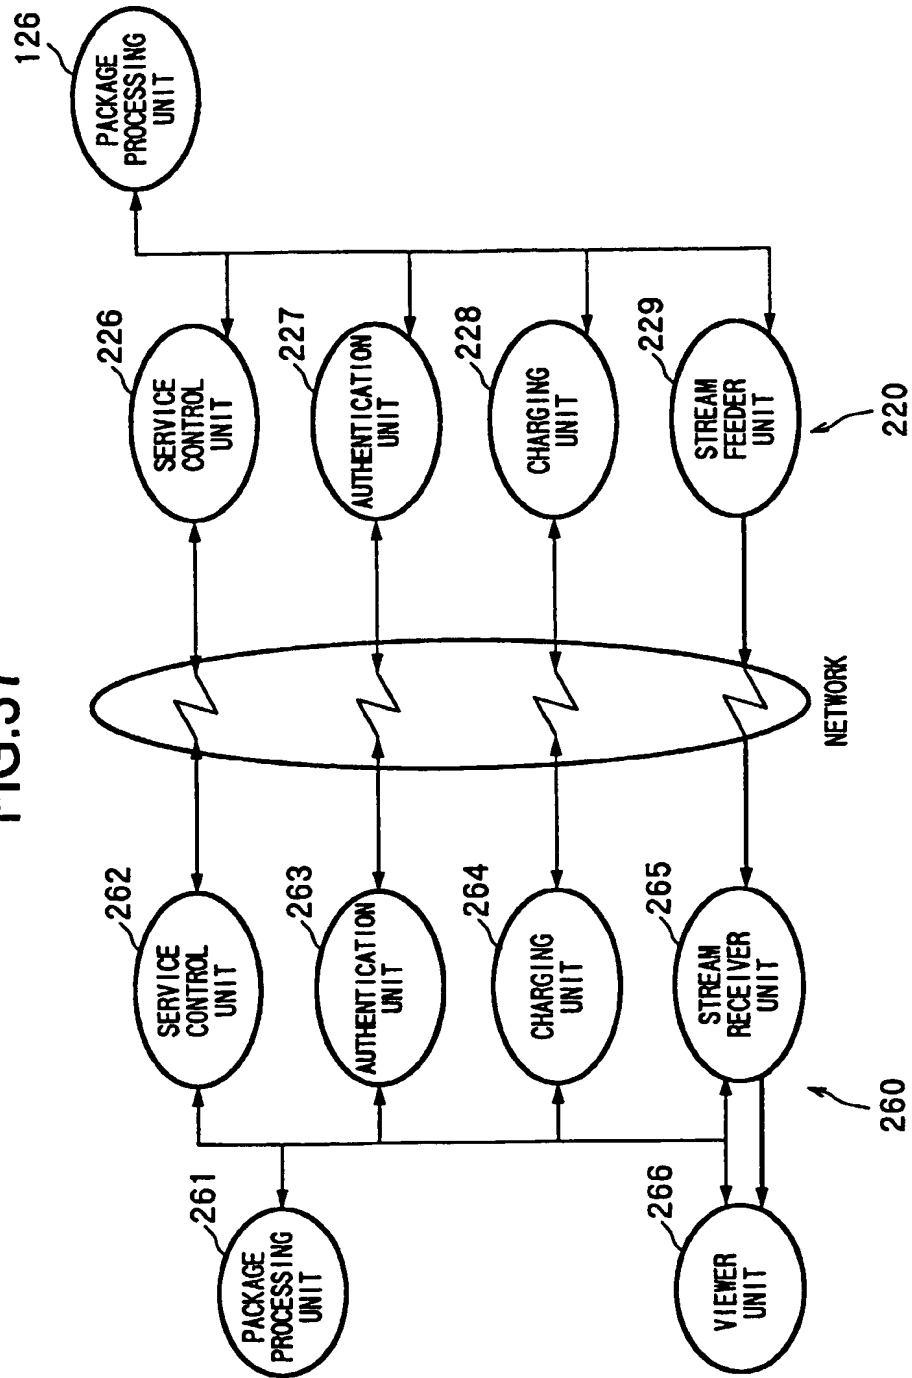 FIG.
126
PACKAGE
PROCESSING
UNIT
262
SERVICE
CONTROL
UNIT
226
SERVICE
CONTROL
UNIT
261
PACKAGE
PROCESSING
UNIT
263
AUTHENTICATION
UNIT
227
AUTHENTICATION
UNIT
264
CHARGING
UNIT
228
CHARGING
UNIT
266
VIEWER
UNIT
265
STREAM
RECEIVER
UNIT
229
STREAM
FEEDER
UNIT
NETWORK
260
220